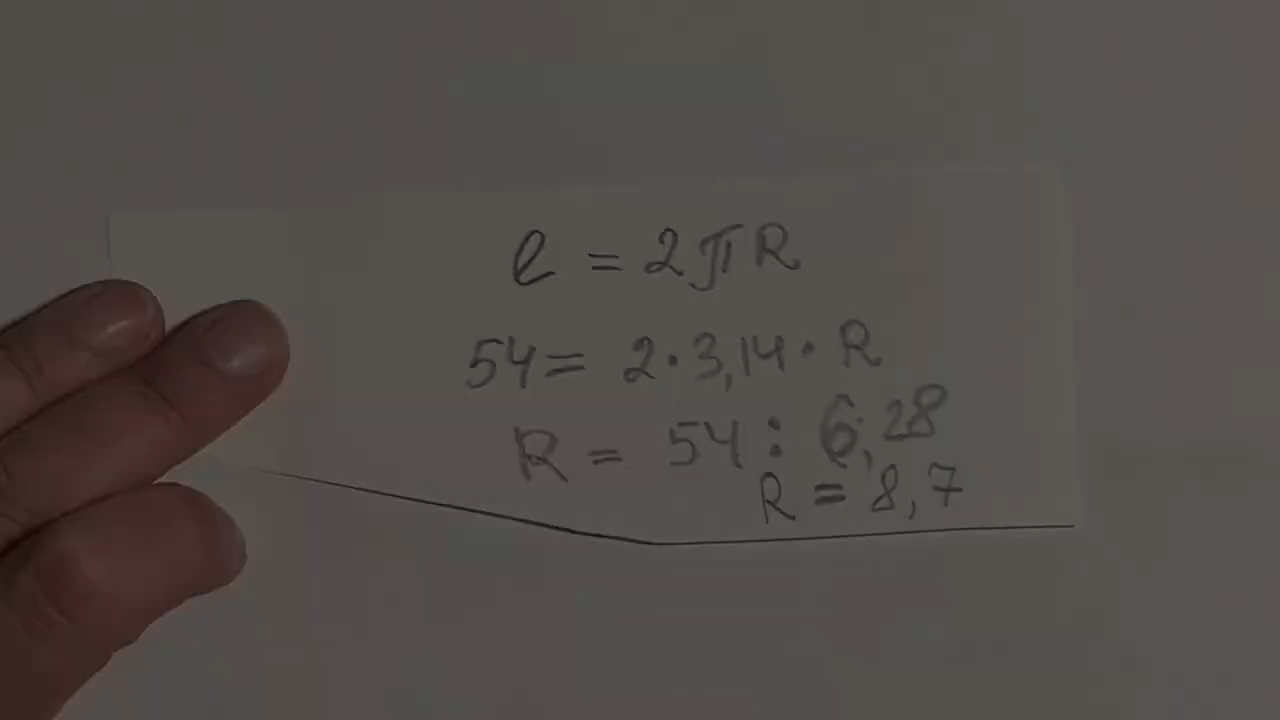 l = 2πR
54 = 2·3,14·R
R = 54 : 6,28
R = 8,7